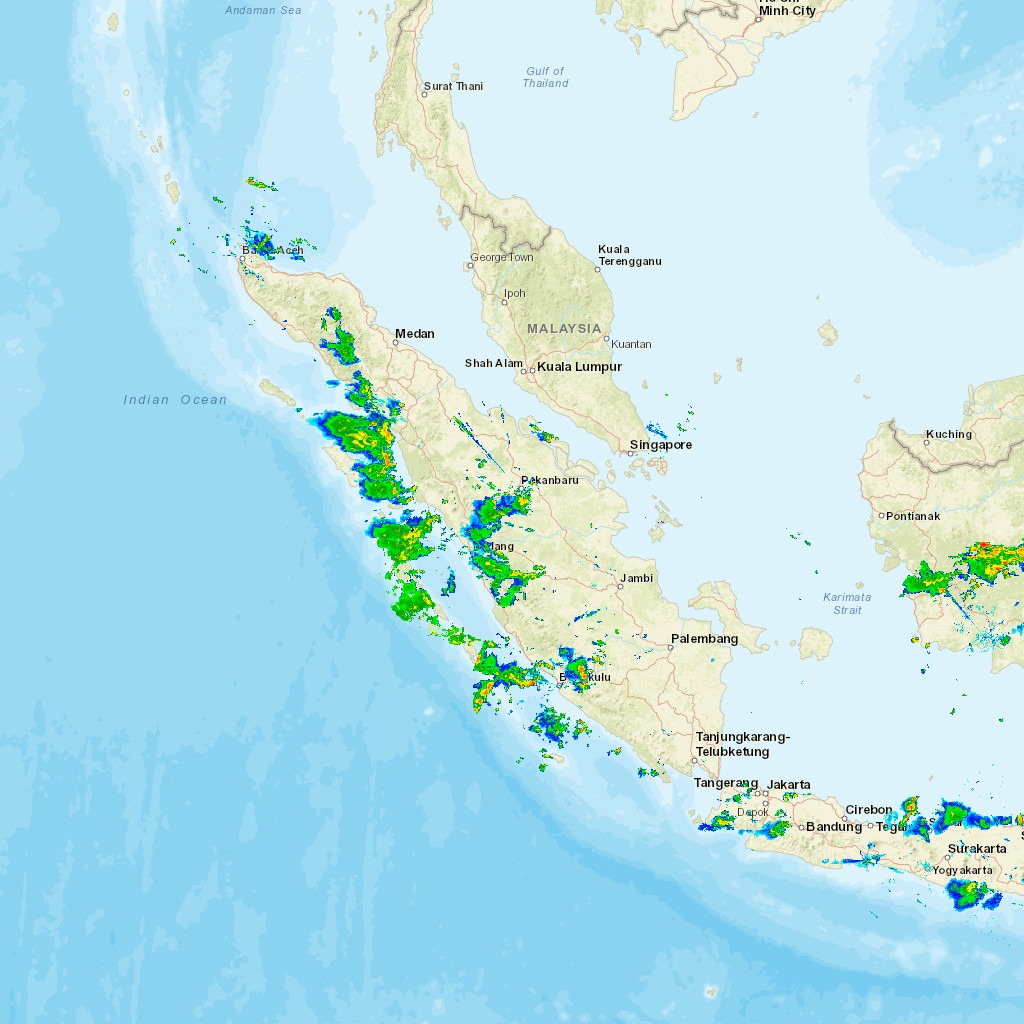 Andaman Sea
Minh City
Gulf of
Thailand
Surat Thani
Kuala
Terengganu
George Town
Ipoh
MALAYSIA
Medan
Kuantan
Shah Alam
Kuala Lumpur
Indian Ocean
Kuching
Singapore
Pekanbaru
Pontianak
Jambi
Karimata
Strait
Palembang
Tanjungkarang-
Telubketung
Tangerang
Jakarta
Depok
Cirebon
Bandung
Surakarta
Yogyakarta